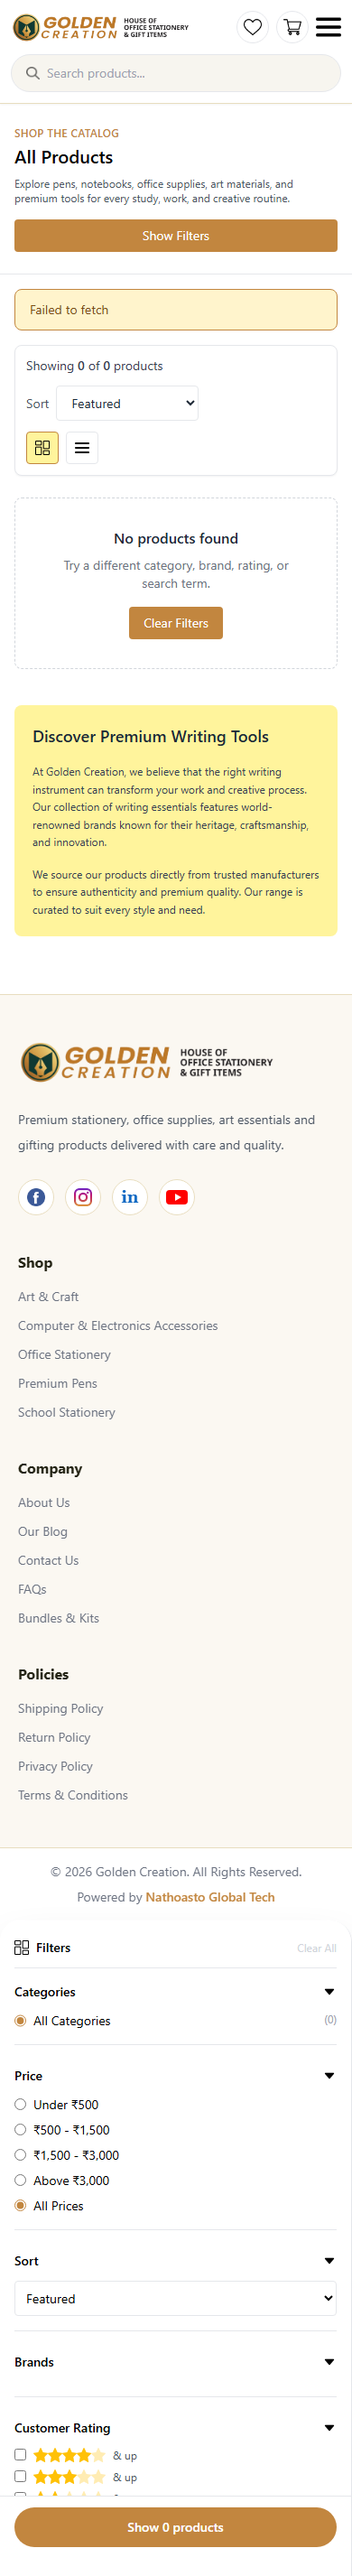 GOLDEN CREATION HOUSE OF OFFICE STATIONERY & GIFT ITEMS
Search products...
SHOP THE CATALOG
All Products
Explore pens, notebooks, office supplies, art materials, and
premium tools for every study, work, and creative routine.
Show Filters
Failed to fetch
Showing 0 of 0 products
Sort Featured
No products found
Try a different category, brand, rating, or
search term.
Clear Filters
Discover Premium Writing Tools
At Golden Creation, we believe that the right writing
instrument can transform your work and creative process.
Our collection of writing essentials features world-
renowned brands known for their heritage, craftsmanship,
and innovation.
We source our products directly from trusted manufacturers
to ensure authenticity and premium quality. Our range is
curated to suit every style and need.
GOLDEN CREATION HOUSE OF OFFICE STATIONERY & GIFT ITEMS
Premium stationery, office supplies, art essentials and
gifting products delivered with care and quality.
Shop
Art & Craft
Computer & Electronics Accessories
Office Stationery
Premium Pens
School Stationery
Company
About Us
Our Blog
Contact Us
FAQs
Bundles & Kits
Policies
Shipping Policy
Return Policy
Privacy Policy
Terms & Conditions
© 2026 Golden Creation. All Rights Reserved.
Powered by Nathoasto Global Tech
Filters Clear All
Categories
All Categories (0)
Price
Under ₹500
₹500 - ₹1,500
₹1,500 - ₹3,000
Above ₹3,000
All Prices
Sort
Featured
Brands
Customer Rating
& up
& up
Show 0 products